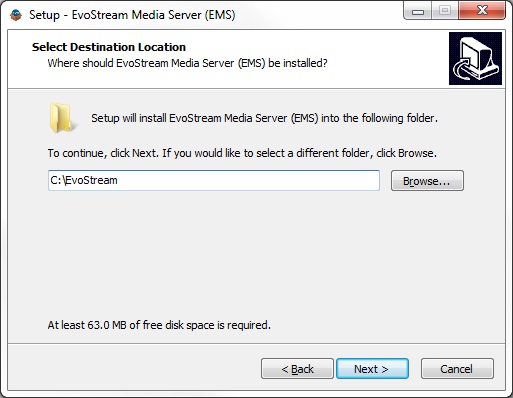 Setup - EvoStream Media Server (EMS)
Select Destination Location
Where should EvoStream Media Server (EMS) be installed?
Setup will install EvoStream Media Server (EMS) into the following folder.
To continue, click Next. If you would like to select a different folder, click Browse.
C:\EvoStream
Browse...
At least 63.0 MB of free disk space is required.
< Back
Next >
Cancel